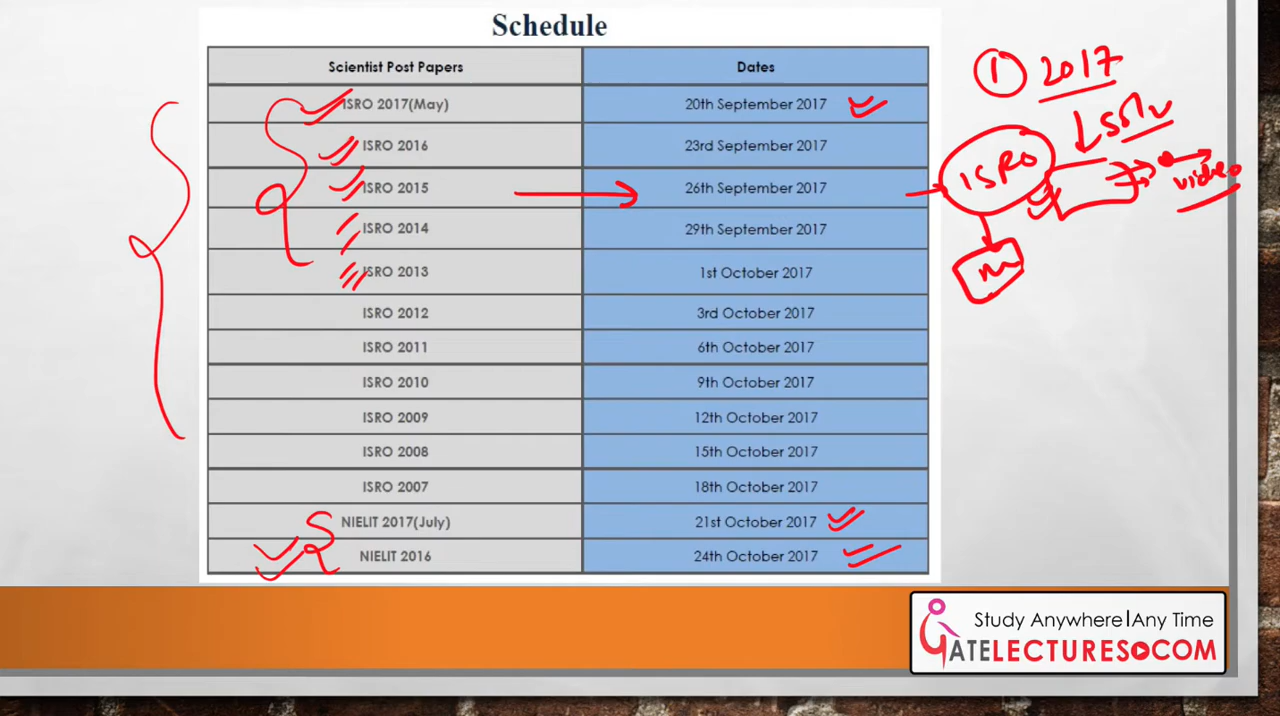 Schedule
Scientist Post Papers Dates
ISRO 2017(May) 20th September 2017
ISRO 2016 23rd September 2017
ISRO 2015 26th September 2017
ISRO 2014 29th September 2017
ISRO 2013 1st October 2017
ISRO 2012 3rd October 2017
ISRO 2011 6th October 2017
ISRO 2010 9th October 2017
ISRO 2009 12th October 2017
ISRO 2008 15th October 2017
ISRO 2007 18th October 2017
NIELIT 2017(July) 21st October 2017
NIELIT 2016 24th October 2017
1 2017
ISRO
video
Study Anywhere|Any Time
GATELECTURES.COM